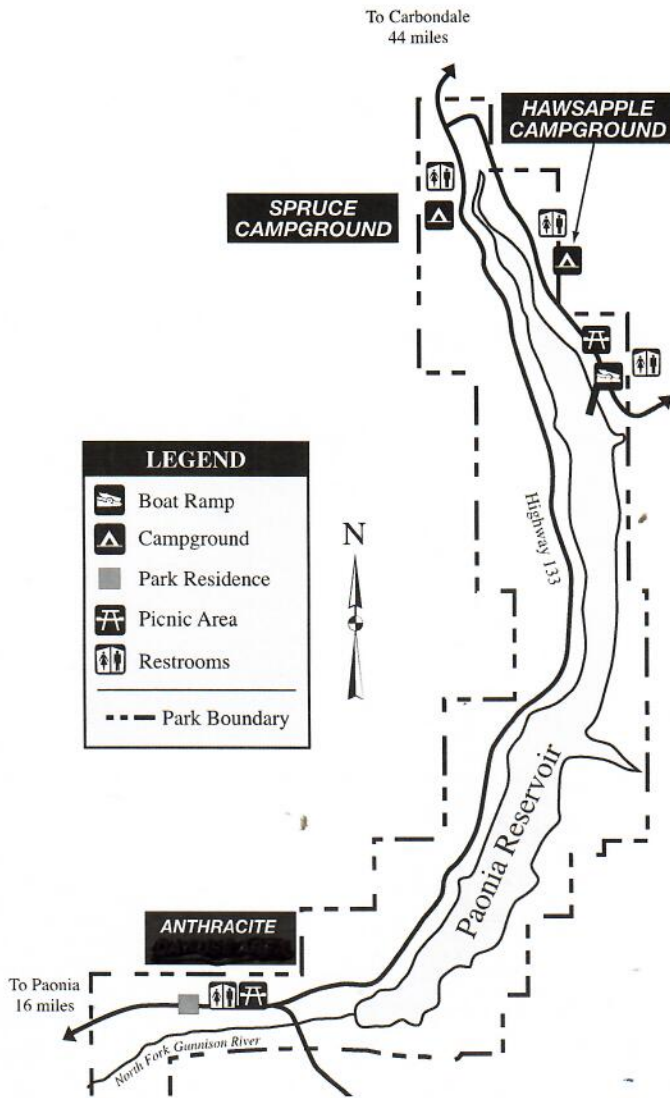 To Carbondale
44 miles
HAWSAPPLE
CAMPGROUND
SPRUCE
CAMPGROUND
LEGEND
Boat Ramp
Campground
Park Residence
Picnic Area
Restrooms
Park Boundary
N
Highway 133
Paonia Reservoir
ANTHRACITE
To Paonia
16 miles
North Fork Gunnison River